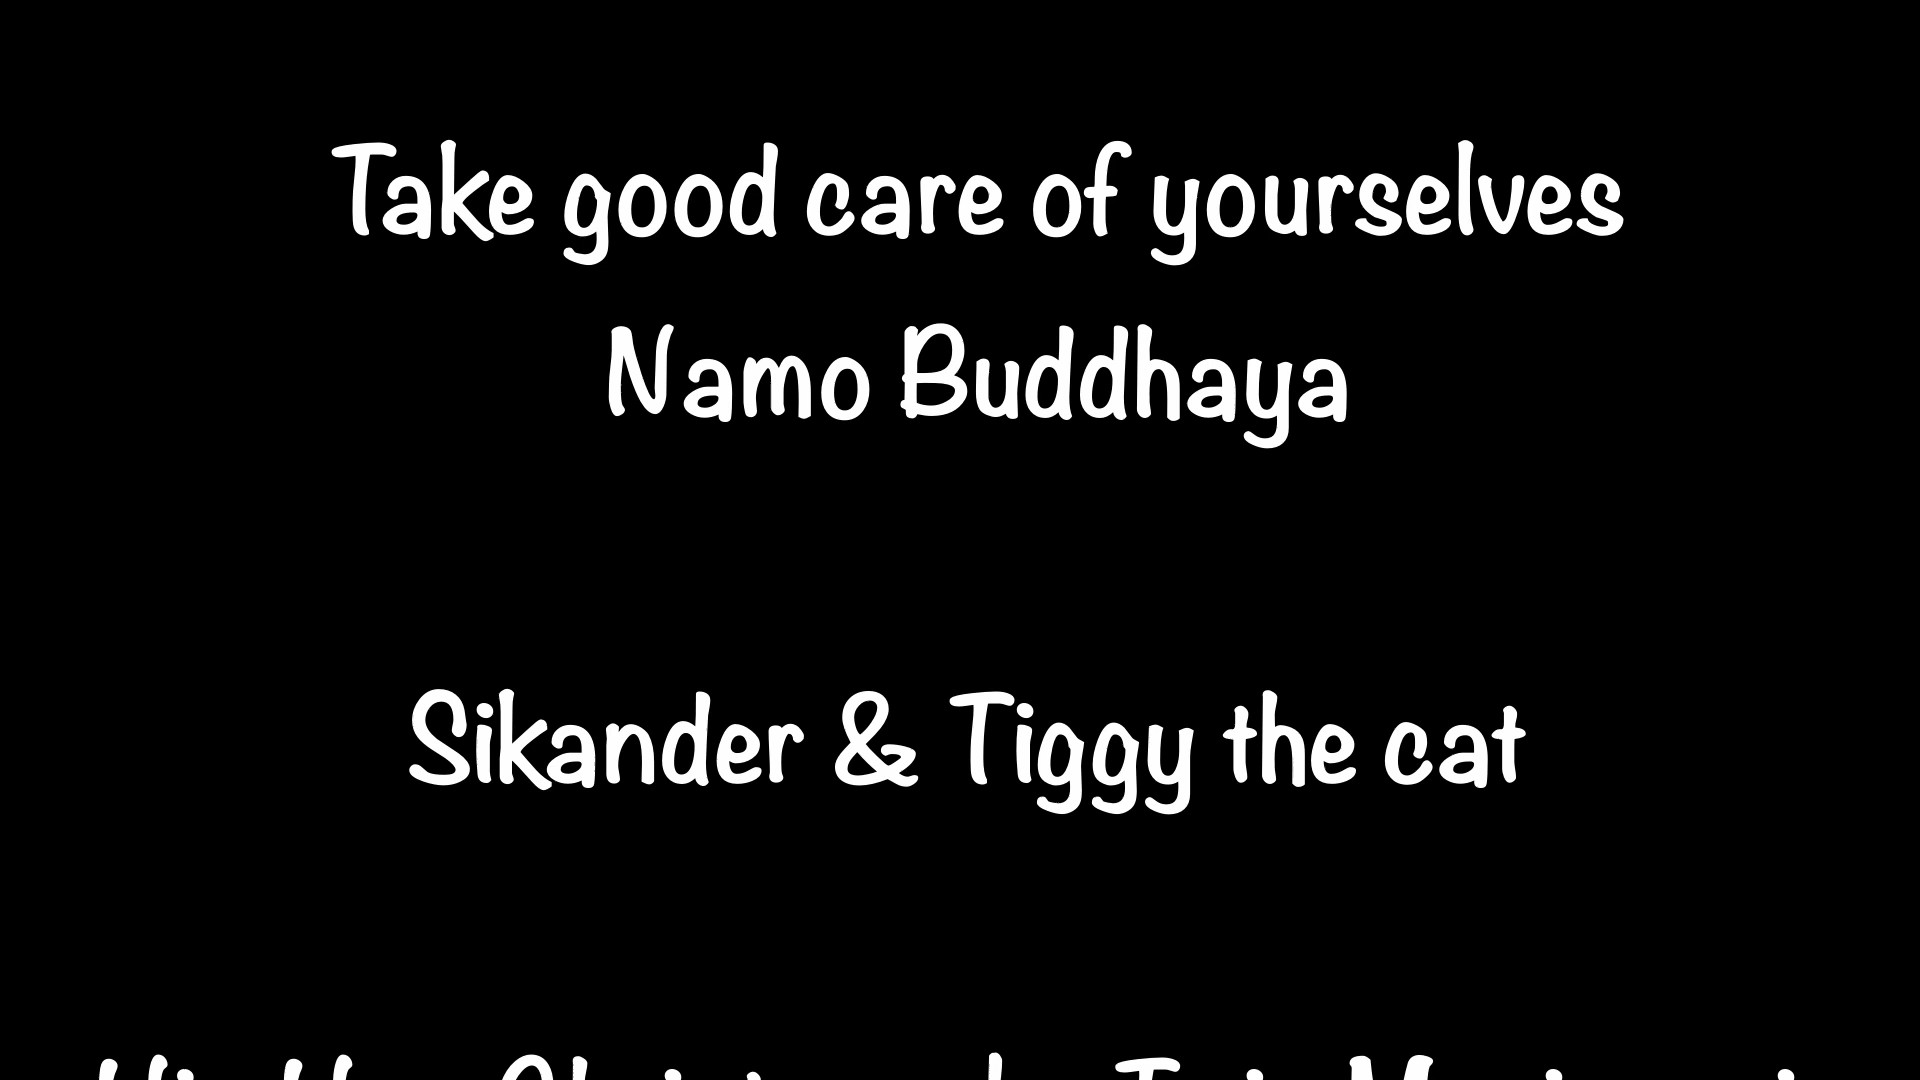 Take good care of yourselves
Namo Buddhaya
Sikander & Tiggy the cat